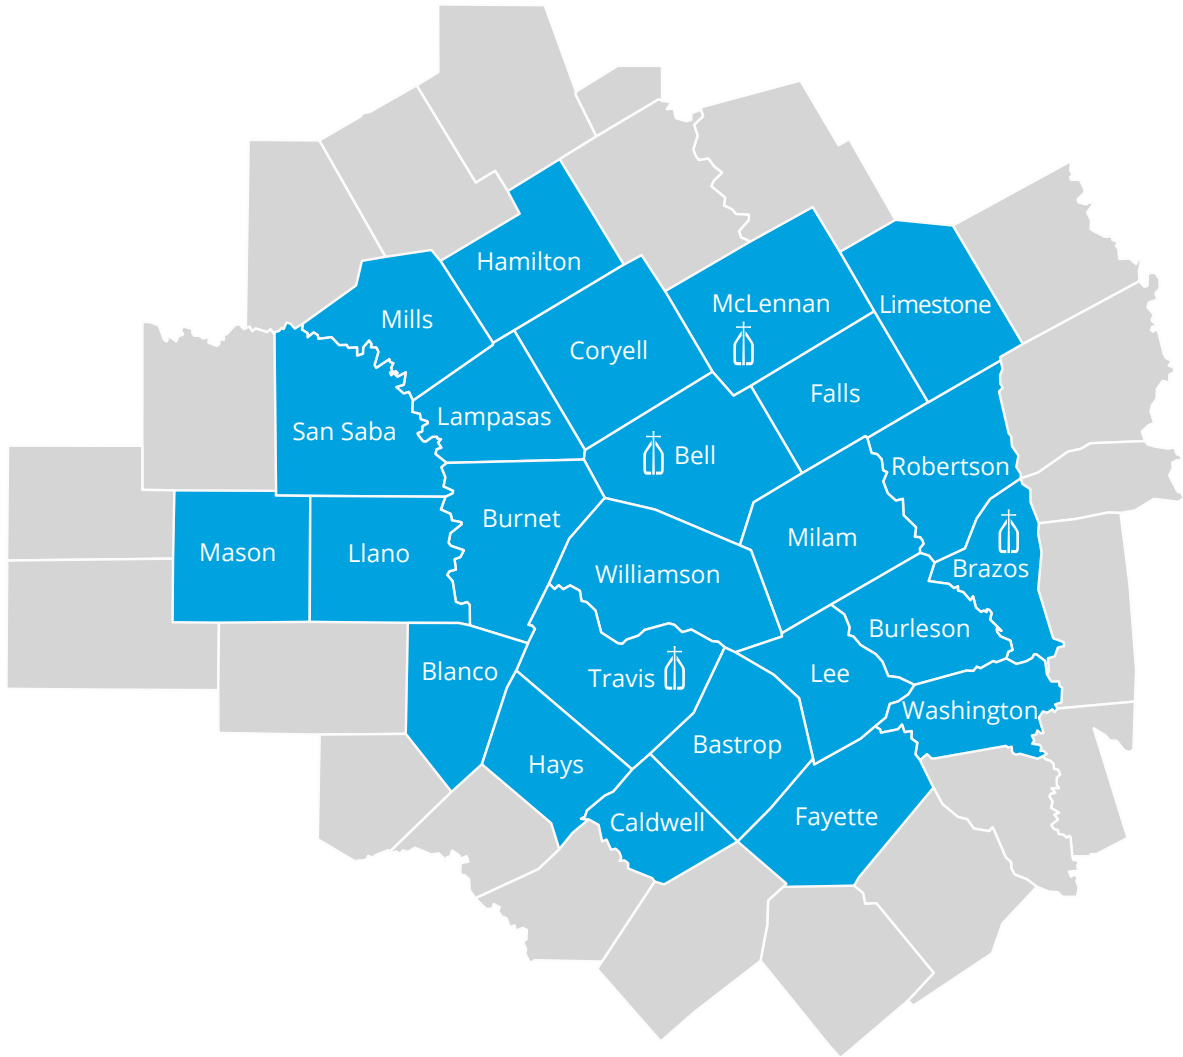 Hamilton
McLennan
Limestone
Mills
Coryell
Falls
Lampasas
San Saba
Bell
Robertson
Burnet
Milam
Mason
Llano
Williamson
Brazos
Burleson
Blanco
Travis
Lee
Washington
Bastrop
Hays
Caldwell
Fayette